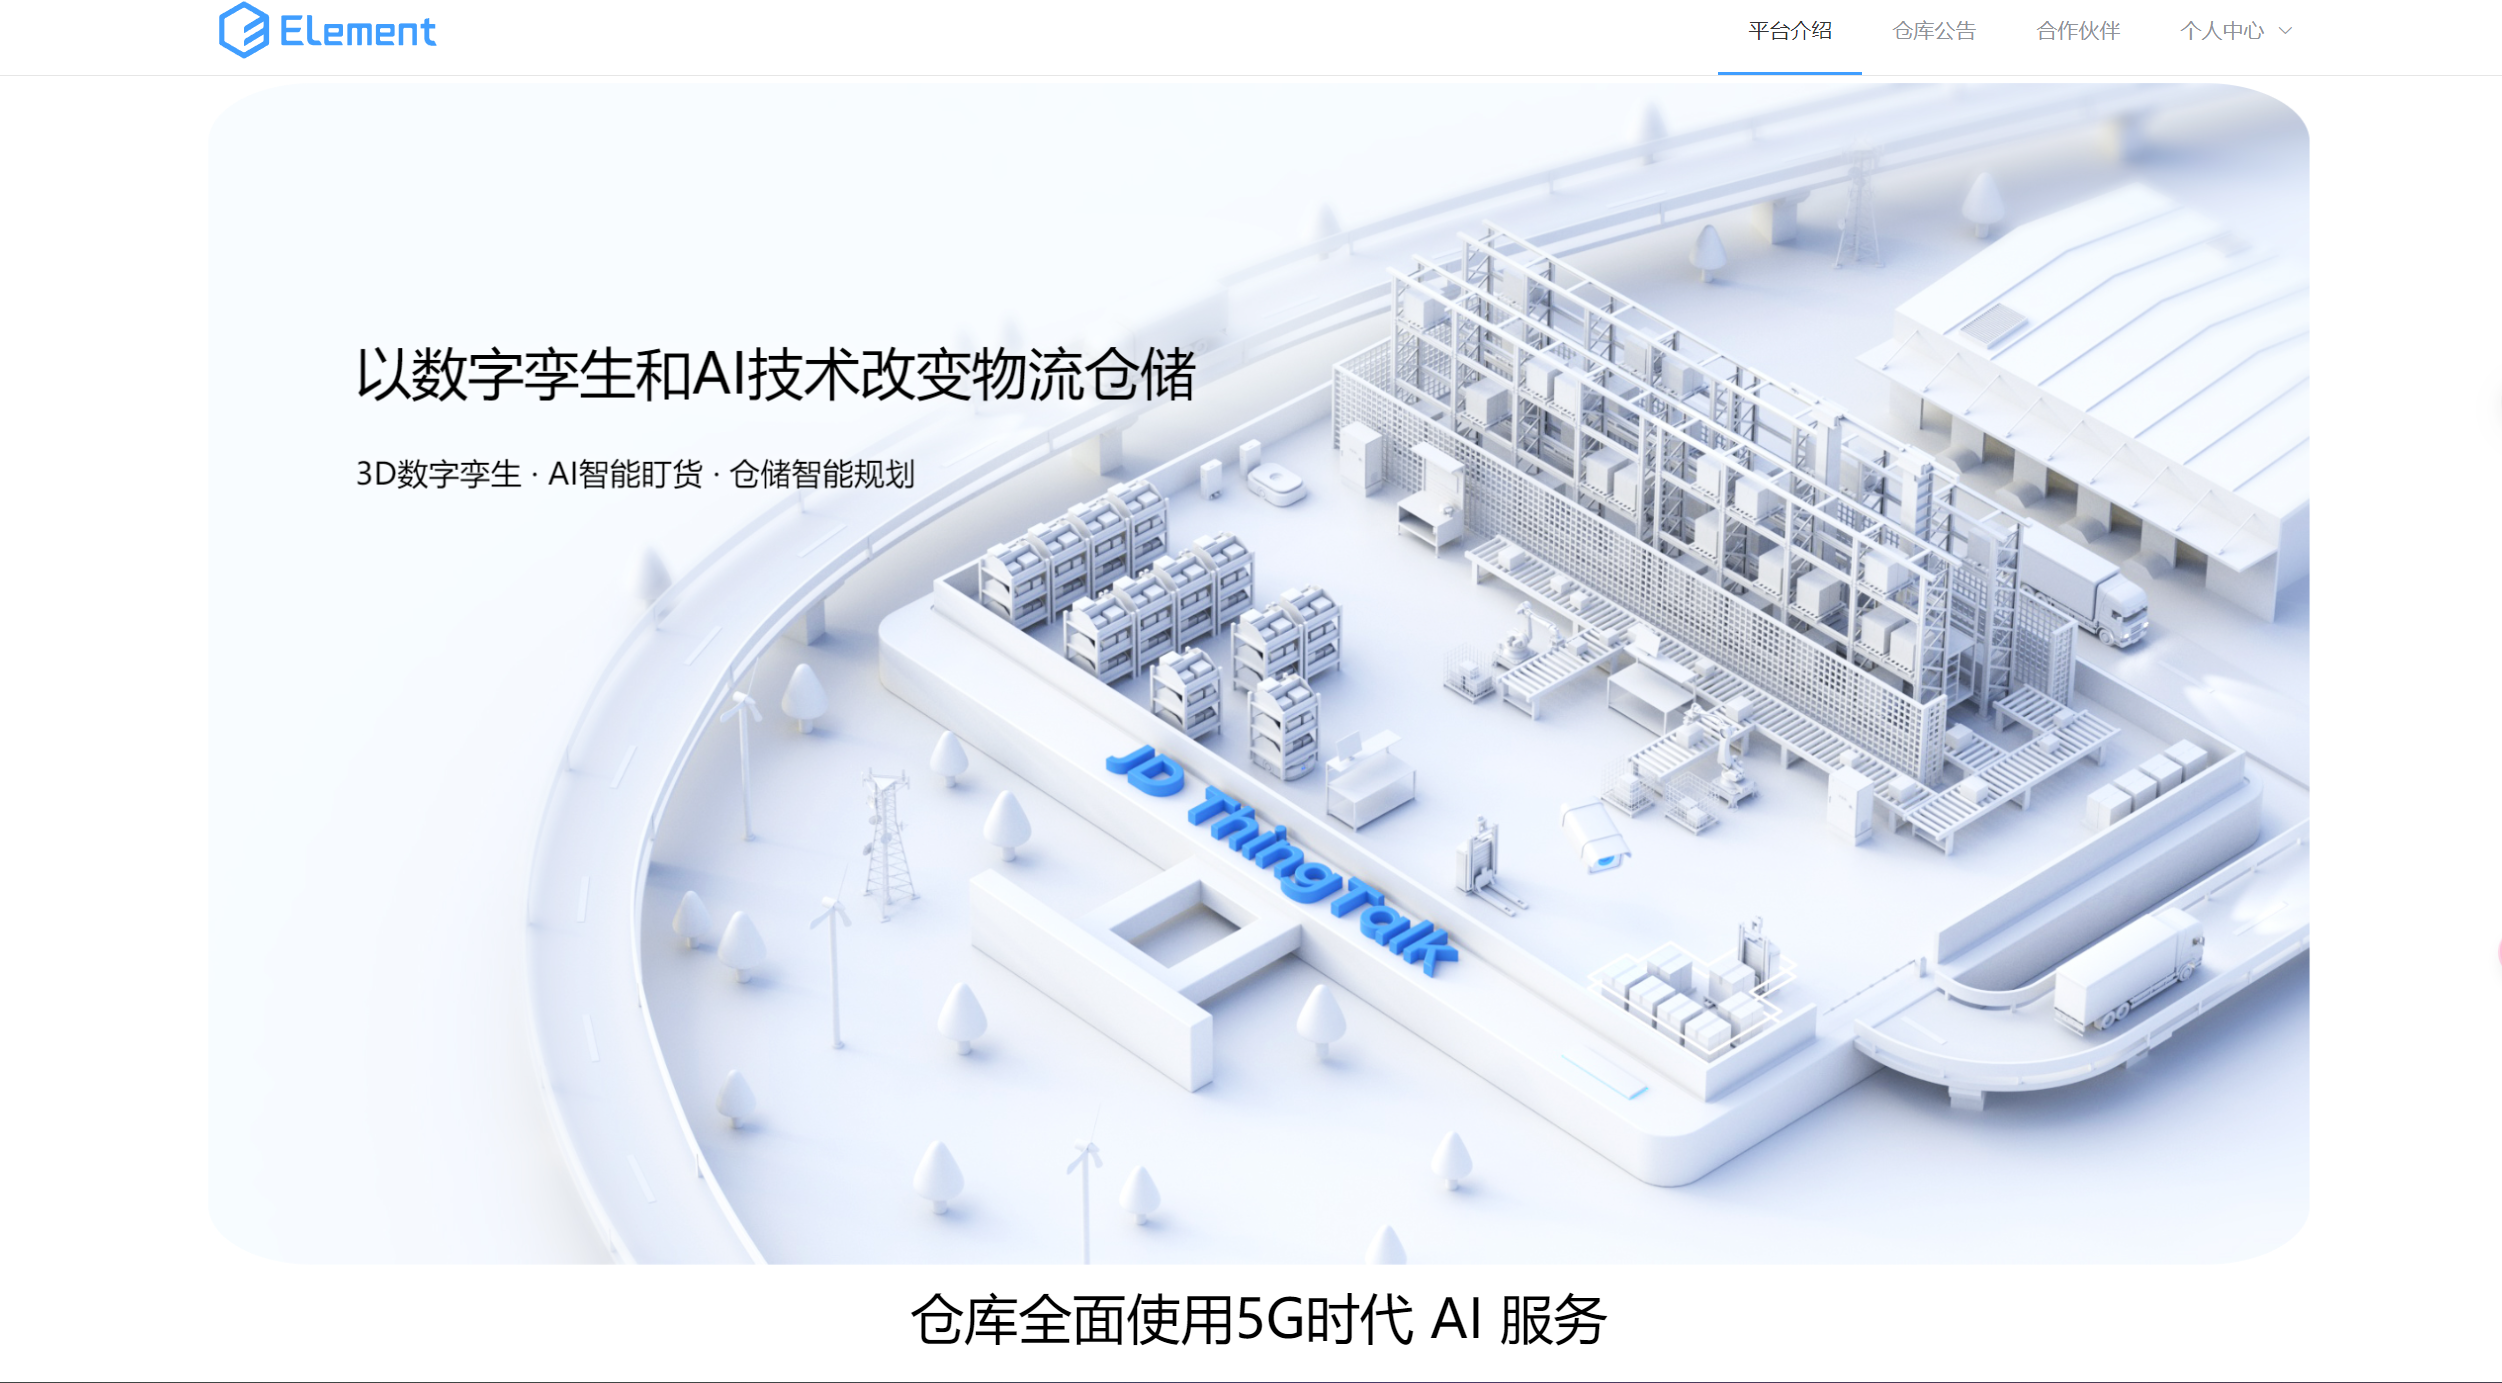 Element
平台介绍
仓库公告
合作伙伴
个人中心
以数字孪生和AI技术改变物流仓储
3D数字孪生 · AI智能盯货 · 仓储智能规划
JD ThingTalk
仓库全面使用5G时代 AI 服务